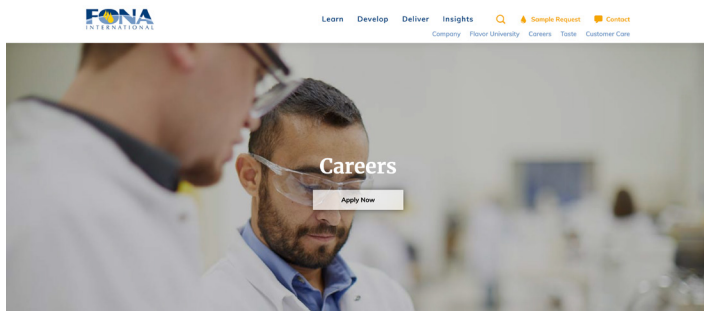 FONA
INTERNATIONAL
Learn Develop Deliver Insights Sample Request Contact
Company Flavor University Careers Taste Customer Care
Careers
Apply Now